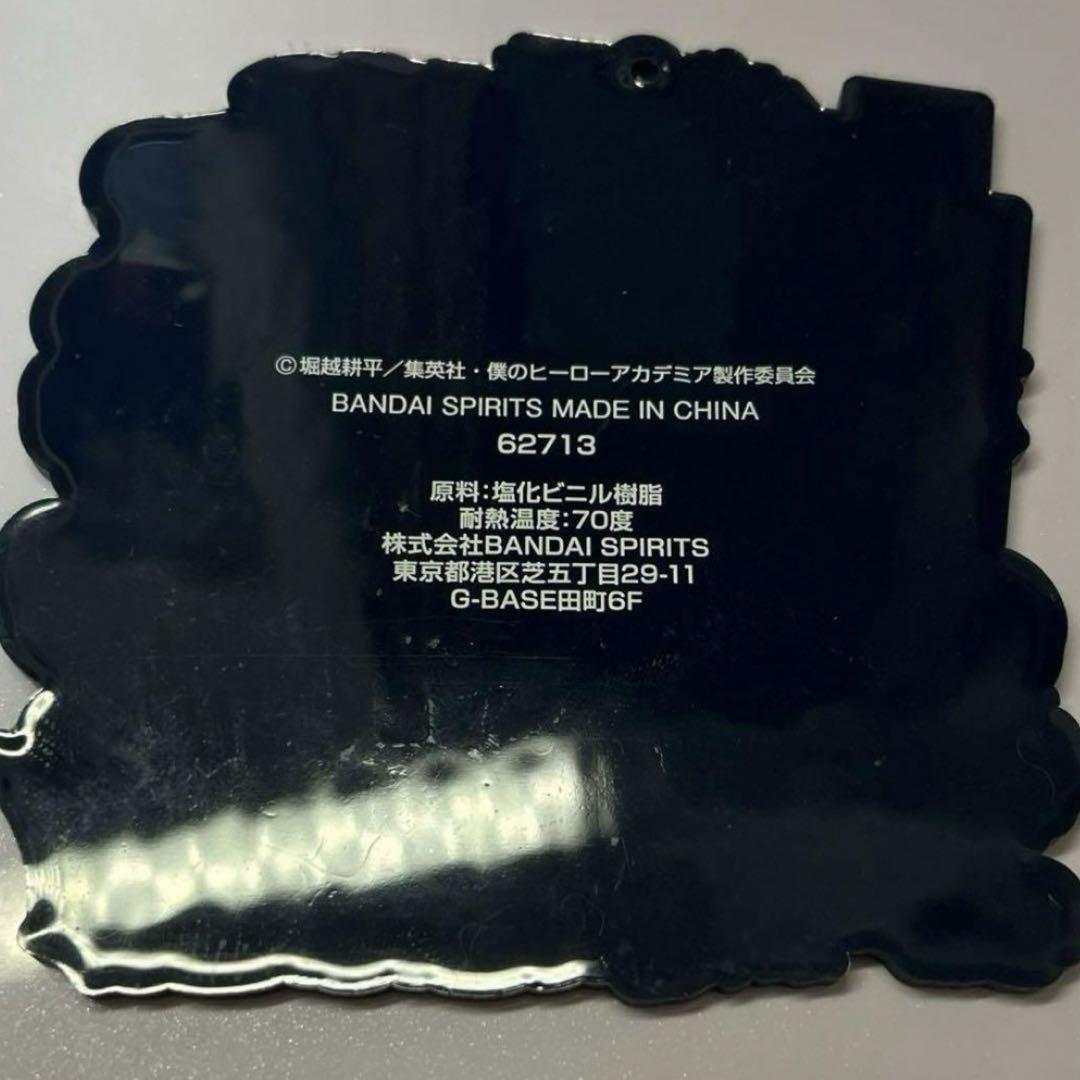 ©堀越耕平／集英社・僕のヒーローアカデミア製作委員会
BANDAI SPIRITS MADE IN CHINA
62713
原料:塩化ビニル樹脂
耐熱温度:70度
株式会社BANDAI SPIRITS
東京都港区芝五丁目29-11
G-BASE田町6F